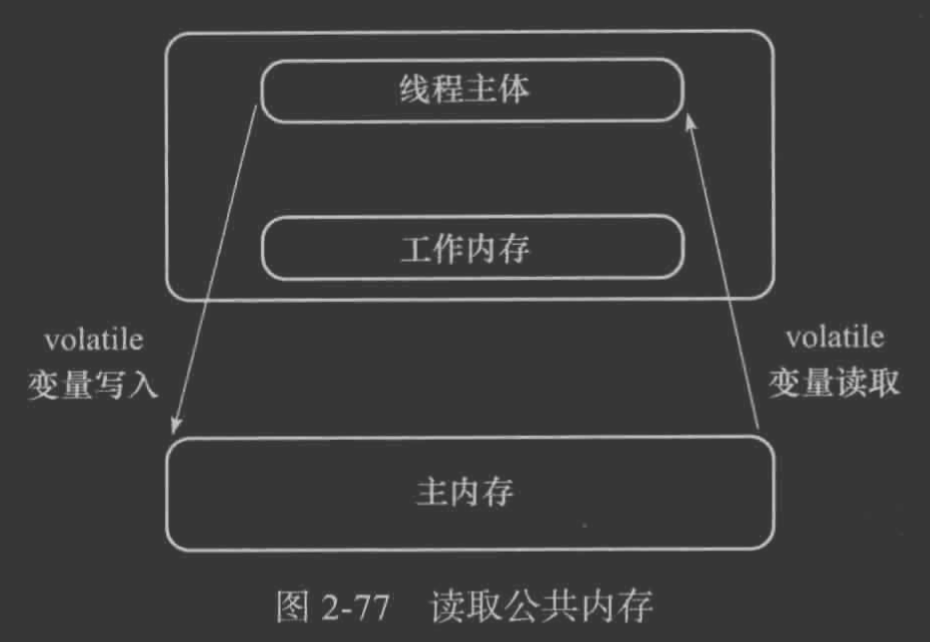 线程主体
工作内存
volatile
变量写入
volatile
变量读取
主内存
图 2-77 读取公共内存